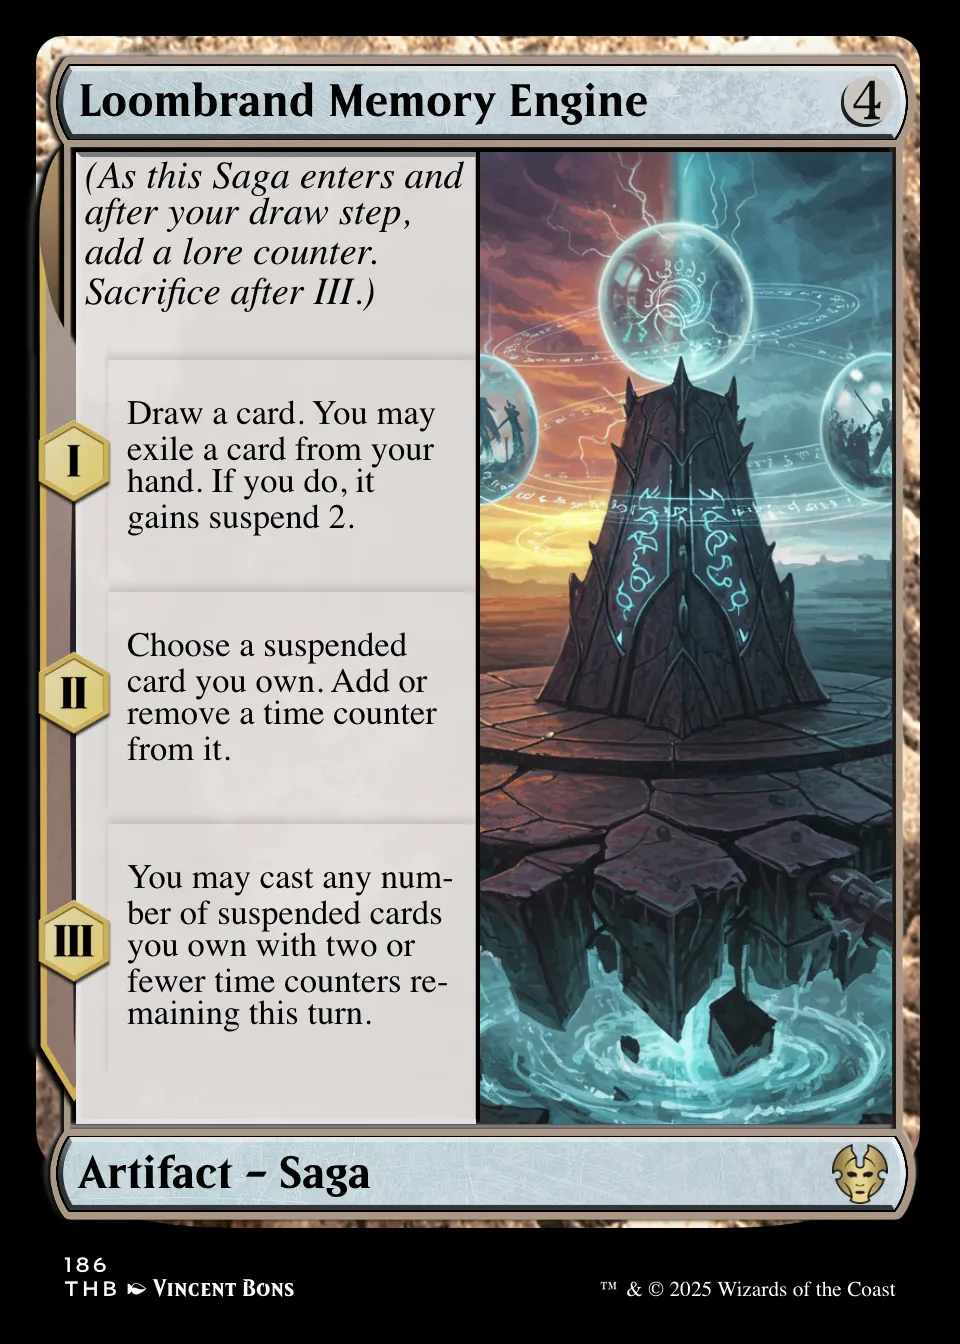 Loombrand Memory Engine 4
(As this Saga enters and
after your draw step,
add a lore counter.
Sacrifice after III.)
I
Draw a card. You may
exile a card from your
hand. If you do, it
gains suspend 2.
II
Choose a suspended
card you own. Add or
remove a time counter
from it.
III
You may cast any num-
ber of suspended cards
you own with two or
fewer time counters re-
maining this turn.
Artifact – Saga
186
THB Vincent Bons
™ & © 2025 Wizards of the Coast